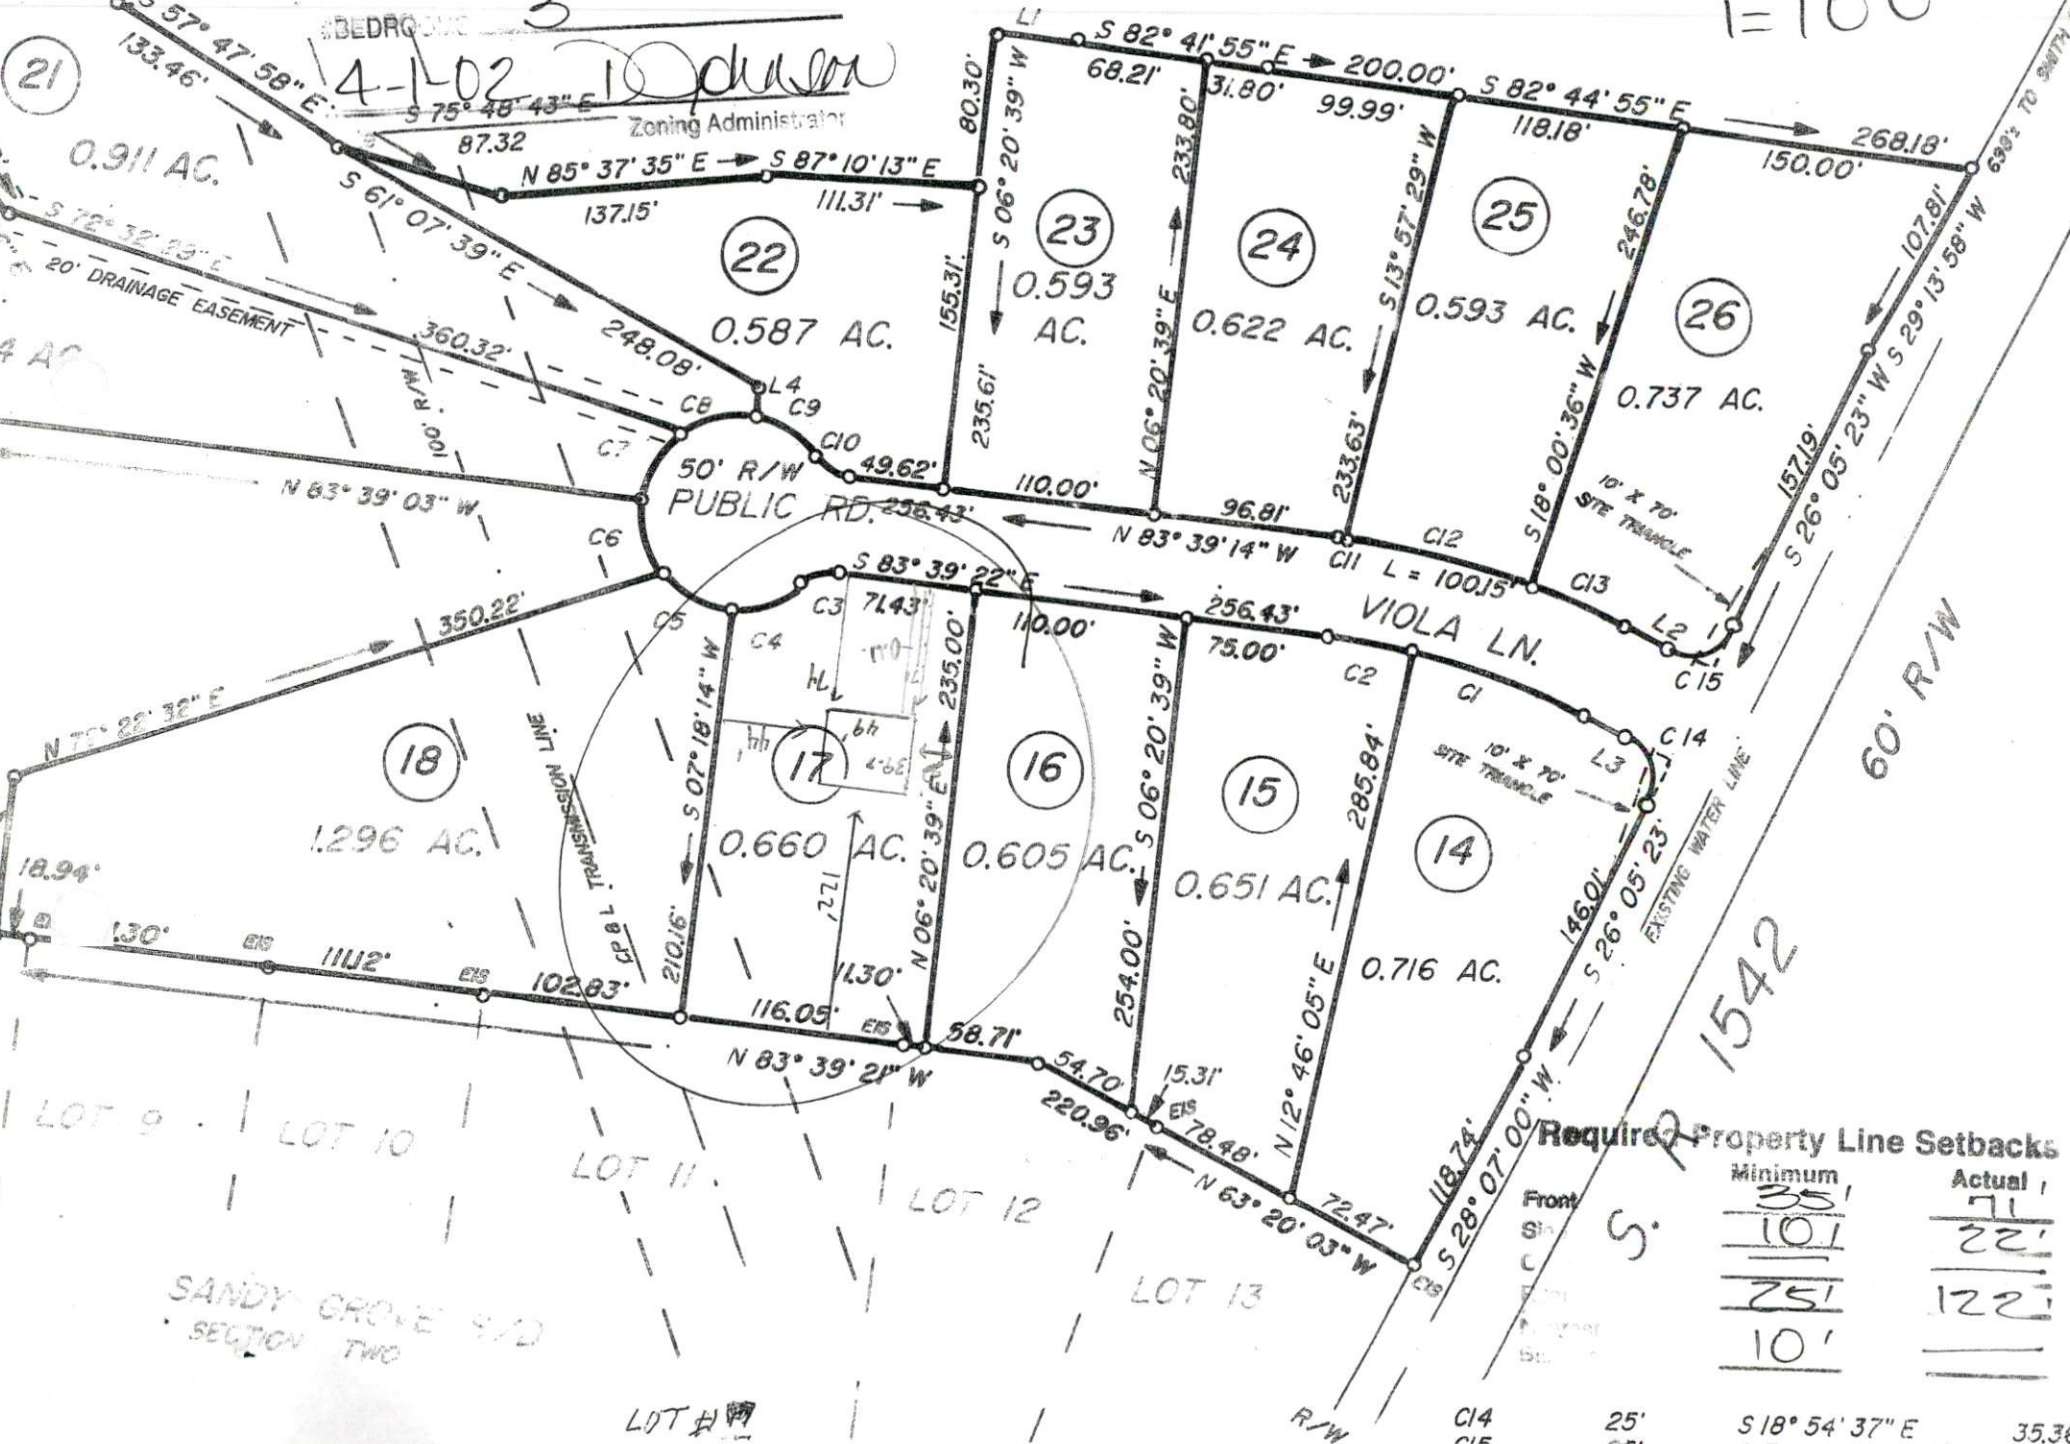 #BEDROOMS 3
4-1-02
Zoning Administrator
1=100
S 57° 47' 58" E
133.46'
21
0.911 AC.
S 75° 48' 43" E
87.32
N 85° 37' 35" E
137.15'
S 87° 10' 13" E
111.31'
S 61° 07' 39" E
248.08'
S 72° 32' 29" E
360.32'
20' DRAINAGE EASEMENT
100' R/W
22
0.587 AC.
L1
80.30'
S 82° 41' 55" E
200.00'
68.21'
31.80'
99.99'
S 82° 44' 55" E
268.18'
118.18'
150.00'
S 06° 20' 39" W
155.31'
235.61'
23
0.593
AC.
233.80'
N 06° 20' 39" E
24
0.622 AC.
S 13° 57' 29" W
233.63'
25
0.593 AC.
246.78'
S 18° 00' 36" W
26
0.737 AC.
107.81'
S 29° 13' 58" W
157.19'
S 26° 05' 23" W
10' X 70'
SITE TRIANGLE
L4
C8
C9
C7
C10
49.62'
110.00'
96.81'
50' R/W
PUBLIC RD.
256.43'
N 83° 39' 14" W
C11
C12
L = 100.15'
C13
L2
C15
N 83° 39' 03" W
C6
C5
C4
C3
S 83° 39' 22" E
71.43'
110.00'
256.43'
75.00'
VIOLA LN.
C2
C1
L3
C14
10' X 70'
SITE TRIANGLE
EXISTING WATER LINE
60' R/W
S. R. 1542
350.22'
18
1.296 AC.
18.94'
CP & L TRANSMISSION LINE
S 07° 18' 14" W
210.16'
17
0.660 AC.
44'
122'
235.00'
N 06° 20' 39" E
16
0.605 AC.
S 06° 20' 39" W
254.00'
15
0.651 AC.
285.84'
N 12° 46' 05" E
14
0.716 AC.
146.01'
S 26° 05' 23"
118.74'
S 28° 07' 00" W
EIS
111.12'
EIS
102.83'
116.05'
11.30'
EIS
58.71'
N 83° 39' 21" W
54.70'
15.31'
EIS
220.96'
78.48'
N 63° 20' 03" W
72.47'
EIS
LOT 9
LOT 10
LOT 11
LOT 12
LOT 13
SECTION TWO
LOT #
R/W
Required Property Line Setbacks
Minimum Actual
Front 35' 71'
10' 22'
25' 122'
10'
C14 25' S 18° 54' 37" E